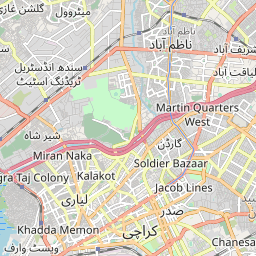 گلشن غازی
میٹروول
ناظم آباد
ناظم
آباد
شریف آباد
لیاقت آباد
سندھ انڈسٹریل
ٹریڈنگ اسٹیٹ
Martin Quarters
West
شیر شاہ
گارڈن
Miran Naka
Soldier Bazaar
gra Taj Colony
Kalakot
Jacob Lines
لیاری
صدر
Khadda Memon
کراچی
ویسٹ وارف
Chanesa